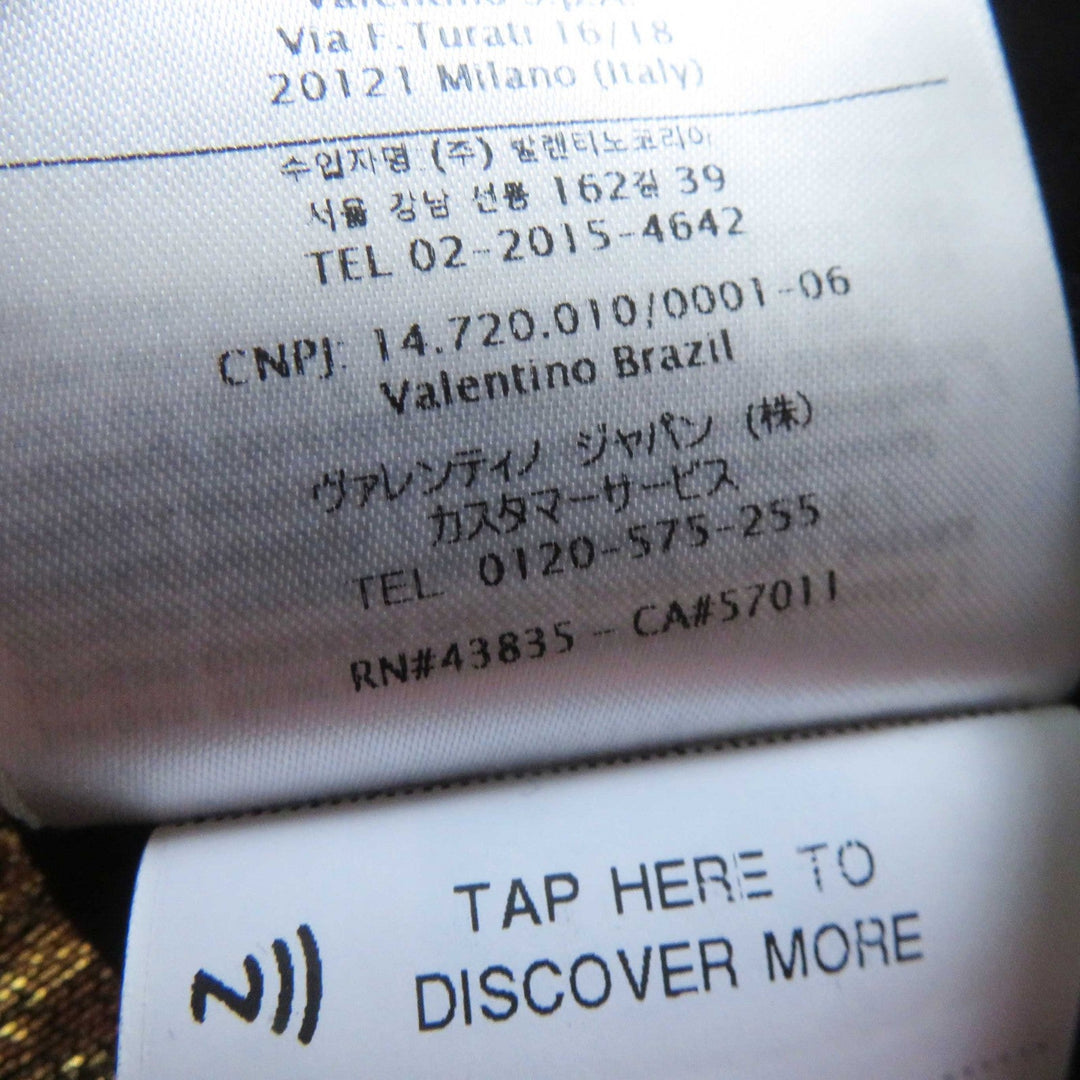 Valentino S.p.A.
Via F. Turati 16/18
20121 Milano (Italy)
수입자명 (주) 발렌티노코리아
서울 강남 선릉 162길 39
TEL 02-2015-4642
CNPJ: 14.720.010/0001-06
Valentino Brazil
ヴァレンティノ ジャパン (株)
カスタマーサービス
TEL 0120-575-255
RN#43835 - CA#57011
TAP HERE TO
DISCOVER MORE